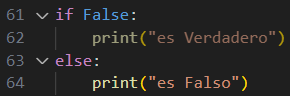 61 if False:
62     print("es Verdadero")
63 else:
64     print("es Falso")